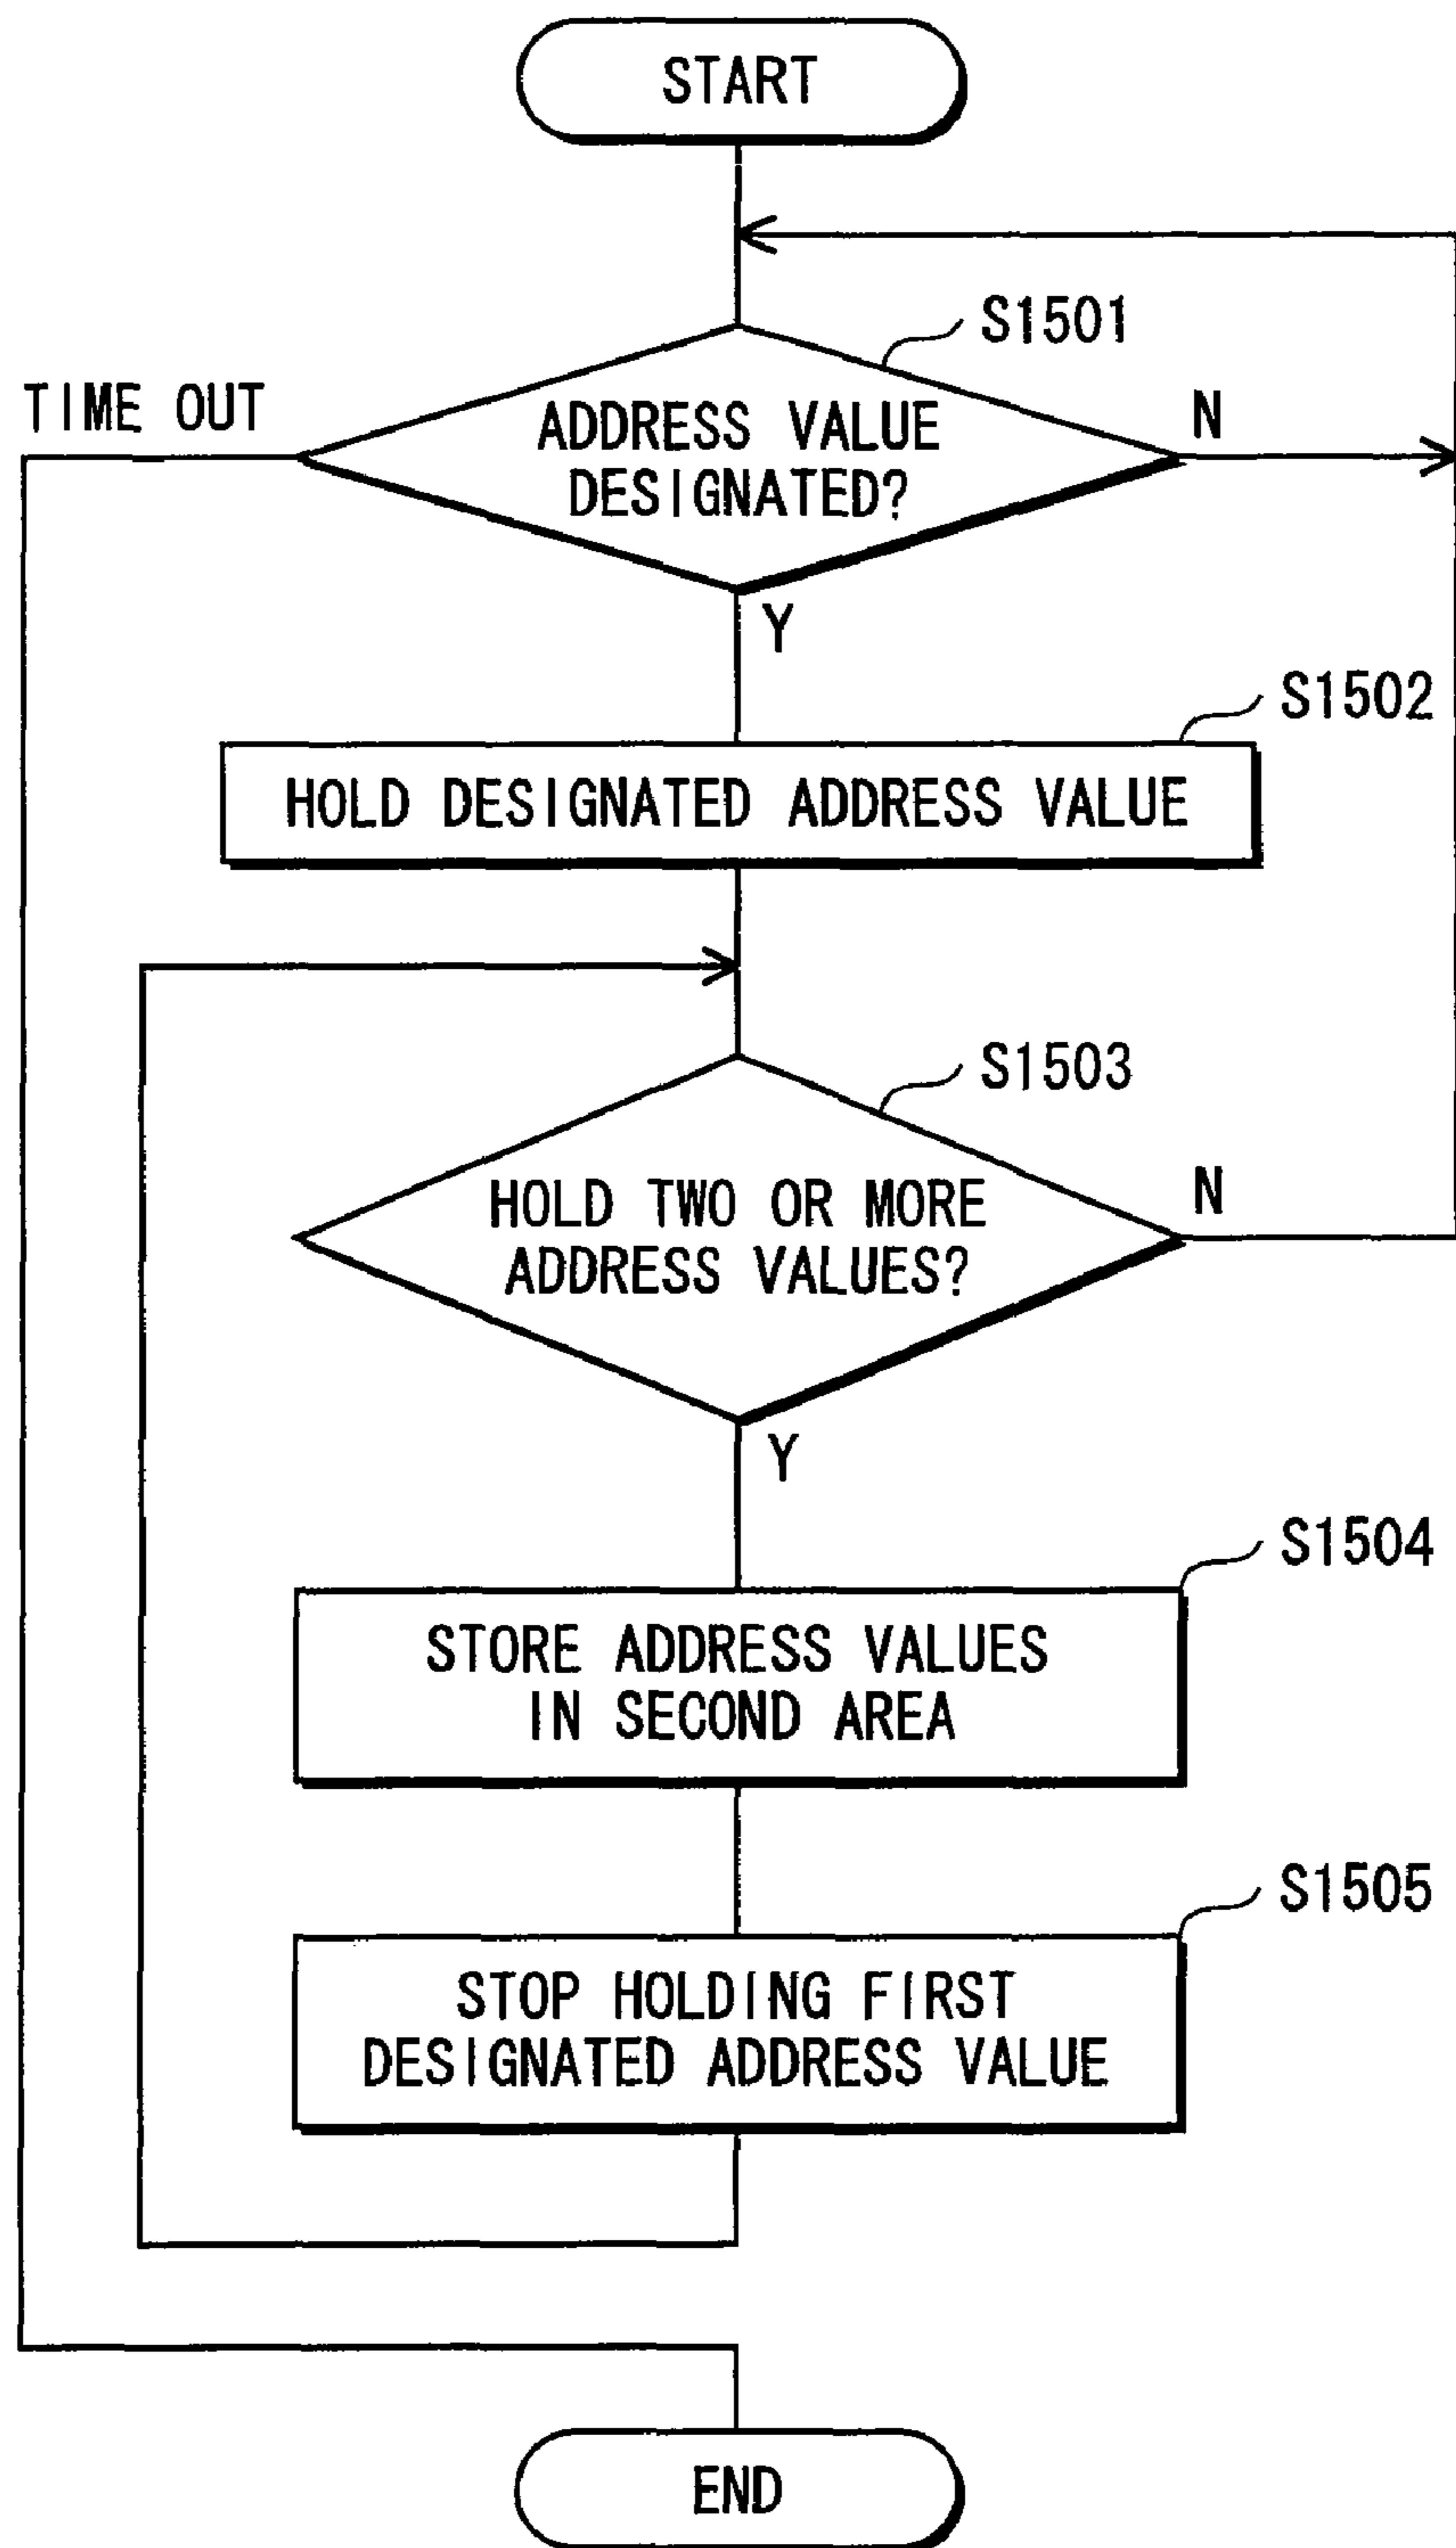 START
S1501
TIME OUT
ADDRESS VALUE
DESIGNATED?
N
Y
S1502
HOLD DESIGNATED ADDRESS VALUE
S1503
HOLD TWO OR MORE
ADDRESS VALUES?
N
Y
S1504
STORE ADDRESS VALUES
IN SECOND AREA
S1505
STOP HOLDING FIRST
DESIGNATED ADDRESS VALUE
END